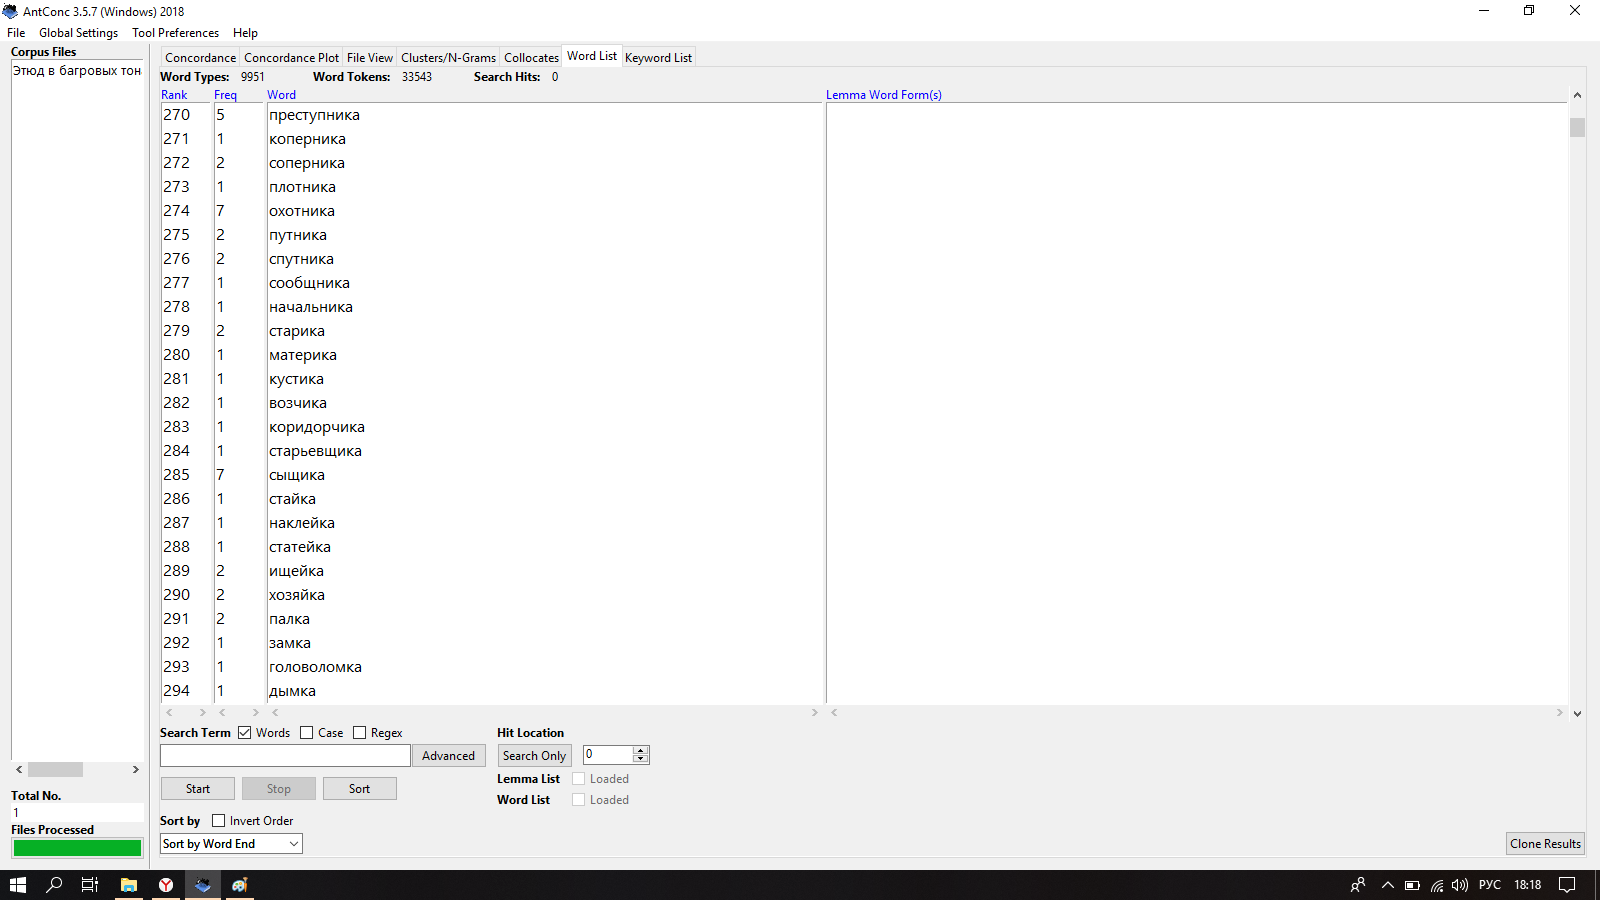 AntConc 3.5.7 (Windows) 2018
File Global Settings Tool Preferences Help
Corpus Files
Этюд в багровых тон
Concordance Concordance Plot File View Clusters/N-Grams Collocates Word List Keyword List
Word Types: 9951 Word Tokens: 33543 Search Hits: 0
Rank Freq Word Lemma Word Form(s)
270 5 преступника
271 1 коперника
272 2 соперника
273 1 плотника
274 7 охотника
275 2 путника
276 2 спутника
277 1 сообщника
278 1 начальника
279 2 старика
280 1 материка
281 1 кустика
282 1 возчика
283 1 коридорчика
284 1 старьевщика
285 7 сыщика
286 1 стайка
287 1 наклейка
288 1 статейка
289 2 ищейка
290 2 хозяйка
291 2 палка
292 1 замка
293 1 головоломка
294 1 дымка
Search Term Words Case Regex Hit Location
Advanced Search Only 0
Lemma List Loaded
Start Stop Sort
Word List Loaded
Total No.
1
Files Processed
Sort by Invert Order
Sort by Word End
Clone Results
РУС 18:18